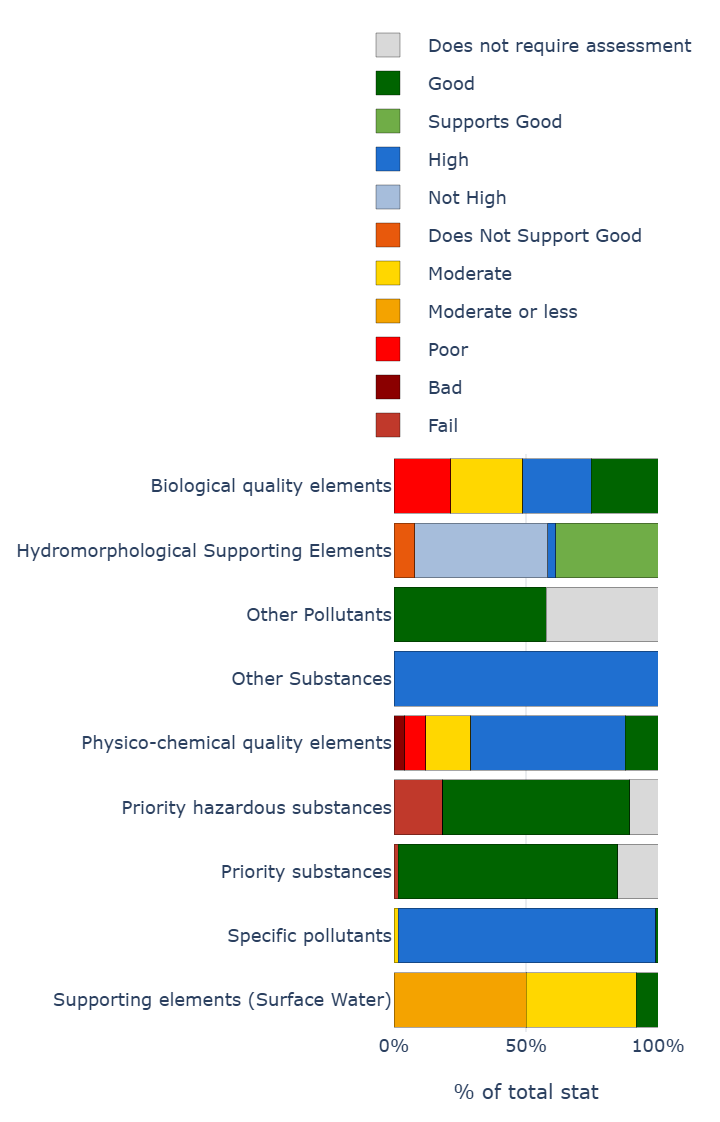 Does not require assessment
Good
Supports Good
High
Not High
Does Not Support Good
Moderate
Moderate or less
Poor
Bad
Fail
Biological quality elements
Hydromorphological Supporting Elements
Other Pollutants
Other Substances
Physico-chemical quality elements
Priority hazardous substances
Priority substances
Specific pollutants
Supporting elements (Surface Water)
0% 50% 100%
% of total stat